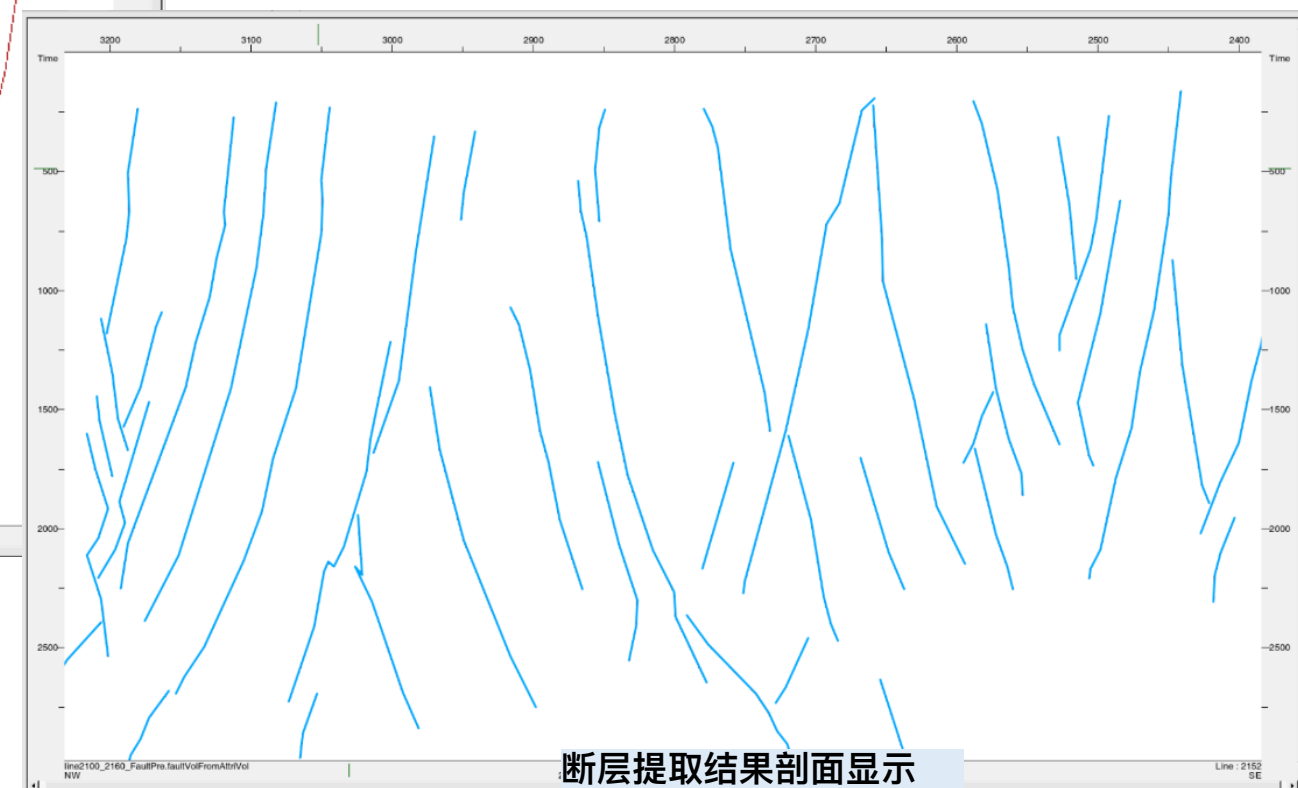 3200 3100 3000 2900 2800 2700 2600 2500 2400
Time Time
500 500
1000 1000
1500 1500
2000 2000
2500 2500
line2100_2160_FaultPre.faultVolFromAttriVol
NW
断层提取结果剖面显示
Line : 2152
SE